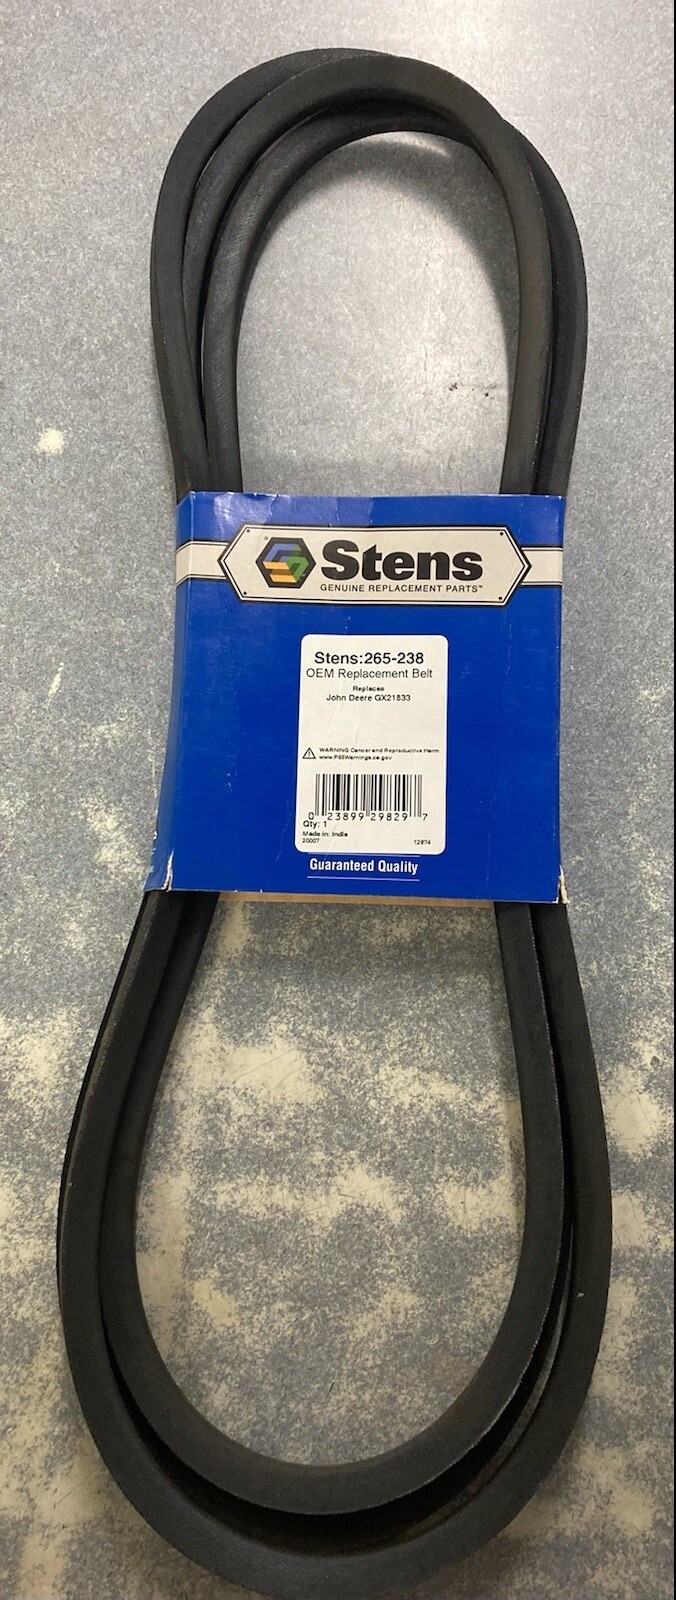 Stens
GENUINE REPLACEMENT PARTS™
Stens:265-238
OEM Replacement Belt
Replaces
John Deere GX21833
WARNING Cancer and Reproductive Harm
www.P65Warnings.ca.gov
0 23899 29829 7
Qty: 1
Made in: India
20007 12874
Guaranteed Quality